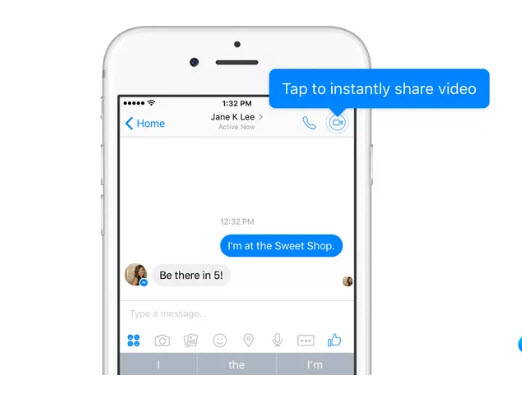 Tap to instantly share video
1:32 PM
Home
Jane K Lee
Active Now
12:32 PM
I'm at the Sweet Shop.
Be there in 5!
Type a message...
I the I'm